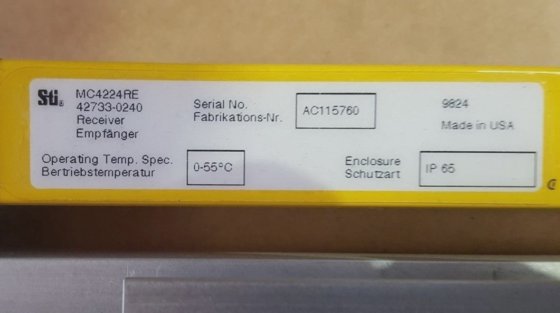 Sti MC4224RE
42733-0240
Receiver
Empfänger
Serial No.
Fabrikations-Nr.
AC115760
9824
Made in USA
Operating Temp. Spec.
Bertriebstemperatur
0-55°C
Enclosure
Schutzart
IP 65